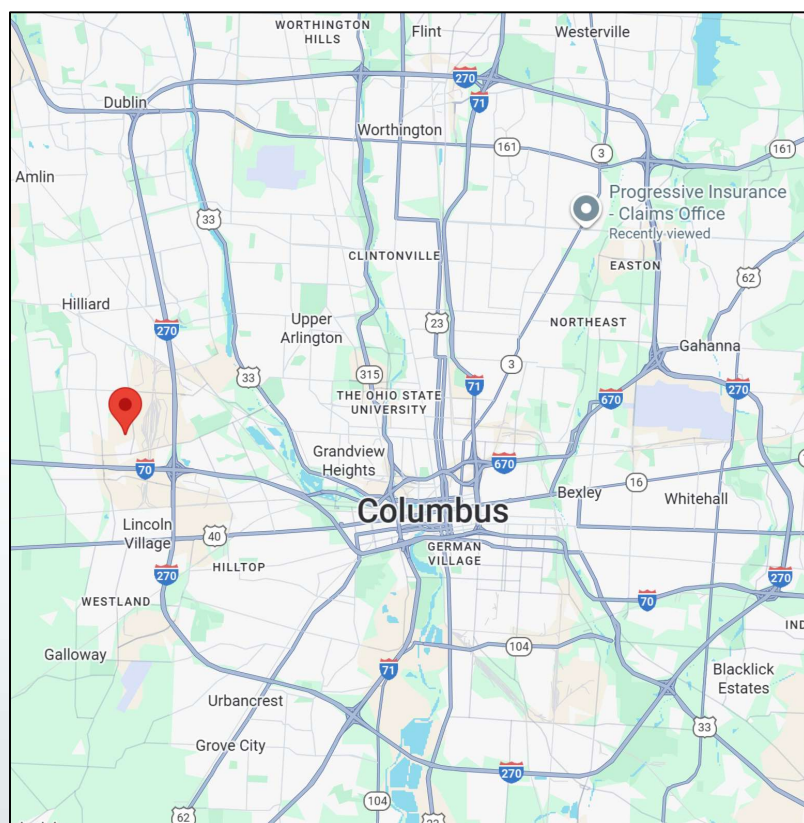 WORTHINGTON
HILLS
Flint
Westerville
270
71
Dublin
Worthington
161
3
161
Amlin
33
Progressive Insurance
- Claims Office
Recently viewed
CLINTONVILLE
EASTON
62
Hilliard
270
Upper
Arlington
23
NORTHEAST
Gahanna
33
315
3
71
270
THE OHIO STATE
UNIVERSITY
670
Grandview
Heights
70
670
16
Bexley
Whitehall
Columbus
Lincoln
Village
40
GERMAN
VILLAGE
HILLTOP
270
270
WESTLAND
70
IND
104
Galloway
71
Blacklick
Estates
Urbancrest
33
Grove City
270
104
62